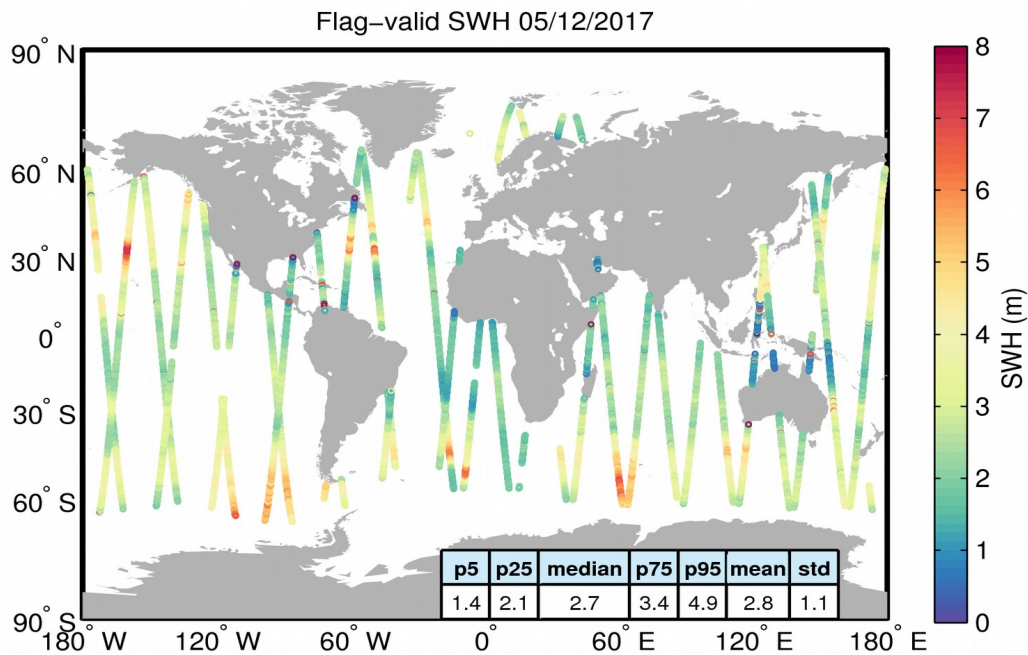 Flag−valid SWH 05/12/2017
90° N
60° N
30° N
0°
30° S
60° S
90° S
180° W
120° W
60° W
0°
60° E
120° E
180° E
8
7
6
5
4
3
2
1
0
SWH (m)
p5 p25 median p75 p95 mean std
1.4 2.1 2.7 3.4 4.9 2.8 1.1